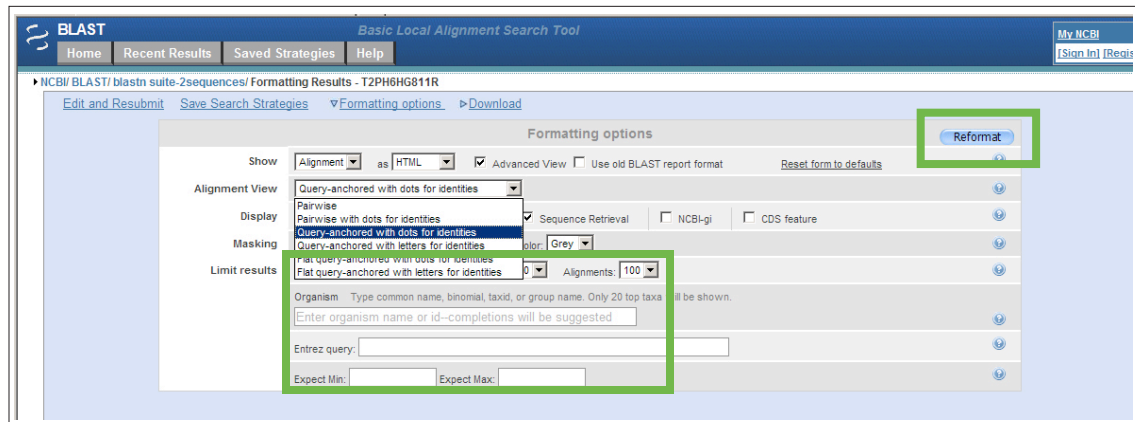 BLAST Basic Local Alignment Search Tool
My NCBI
Home Recent Results Saved Strategies Help
[Sign In]
NCBI/ BLAST/ blastn suite-2sequences/ Formatting Results - T2PH6HG811R
Edit and Resubmit Save Search Strategies ▽Formatting options ▷Download
Formatting options
Reformat
Show Alignment as HTML Advanced View Use old BLAST report format Reset form to defaults
Alignment View Query-anchored with dots for identities
Pairwise
Display Pairwise with dots for identities Sequence Retrieval NCBI-gi CDS feature
Query-anchored with dots for identities
Masking Query-anchored with letters for identities Grey
Flat query-anchored with dots for identities
Limit results Flat query-anchored with letters for identities Alignments: 100
Organism Type common name, binomial, taxid, or group name. Only 20 top taxa will be shown.
Enter organism name or id--completions will be suggested
Entrez query:
Expect Min: Expect Max: